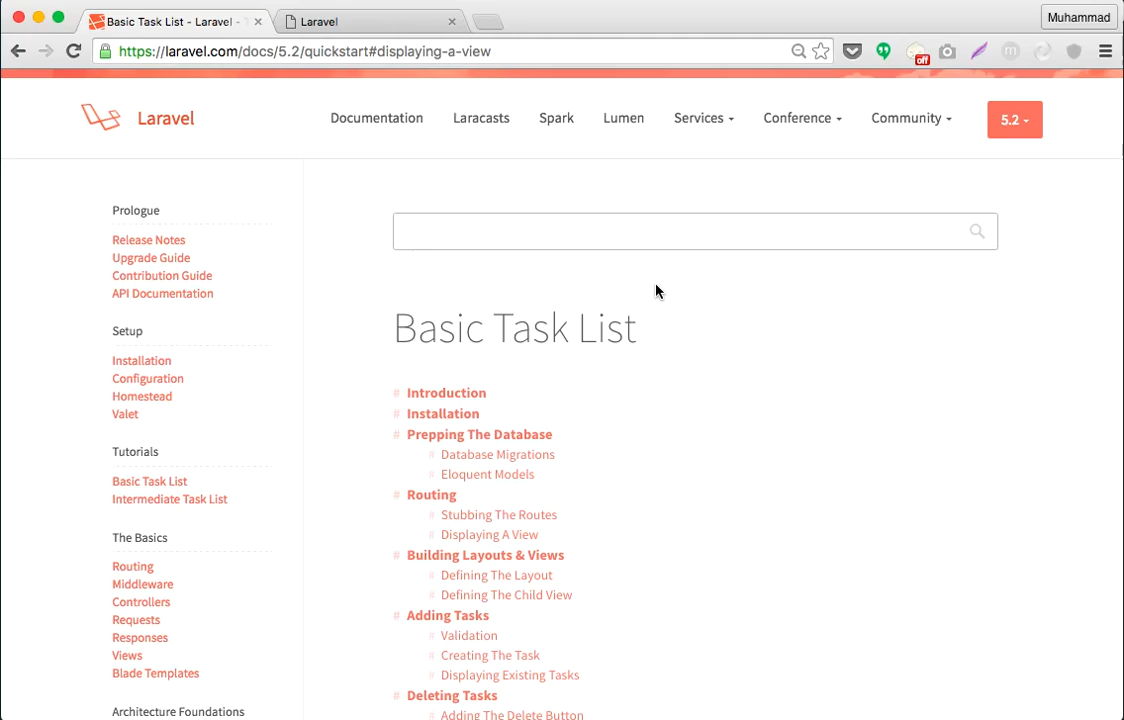 Basic Task List - Laravel - T
Laravel
Muhammad
https://laravel.com/docs/5.2/quickstart#displaying-a-view
off
Laravel
Documentation
Laracasts
Spark
Lumen
Services
Conference
Community
5.2
Prologue
Release Notes
Upgrade Guide
Contribution Guide
API Documentation
Setup
Installation
Configuration
Homestead
Valet
Tutorials
Basic Task List
Intermediate Task List
The Basics
Routing
Middleware
Controllers
Requests
Responses
Views
Blade Templates
Architecture Foundations
Basic Task List
# Introduction
# Installation
# Prepping The Database
# Database Migrations
# Eloquent Models
# Routing
# Stubbing The Routes
# Displaying A View
# Building Layouts & Views
# Defining The Layout
# Defining The Child View
# Adding Tasks
# Validation
# Creating The Task
# Displaying Existing Tasks
# Deleting Tasks
# Adding The Delete Button